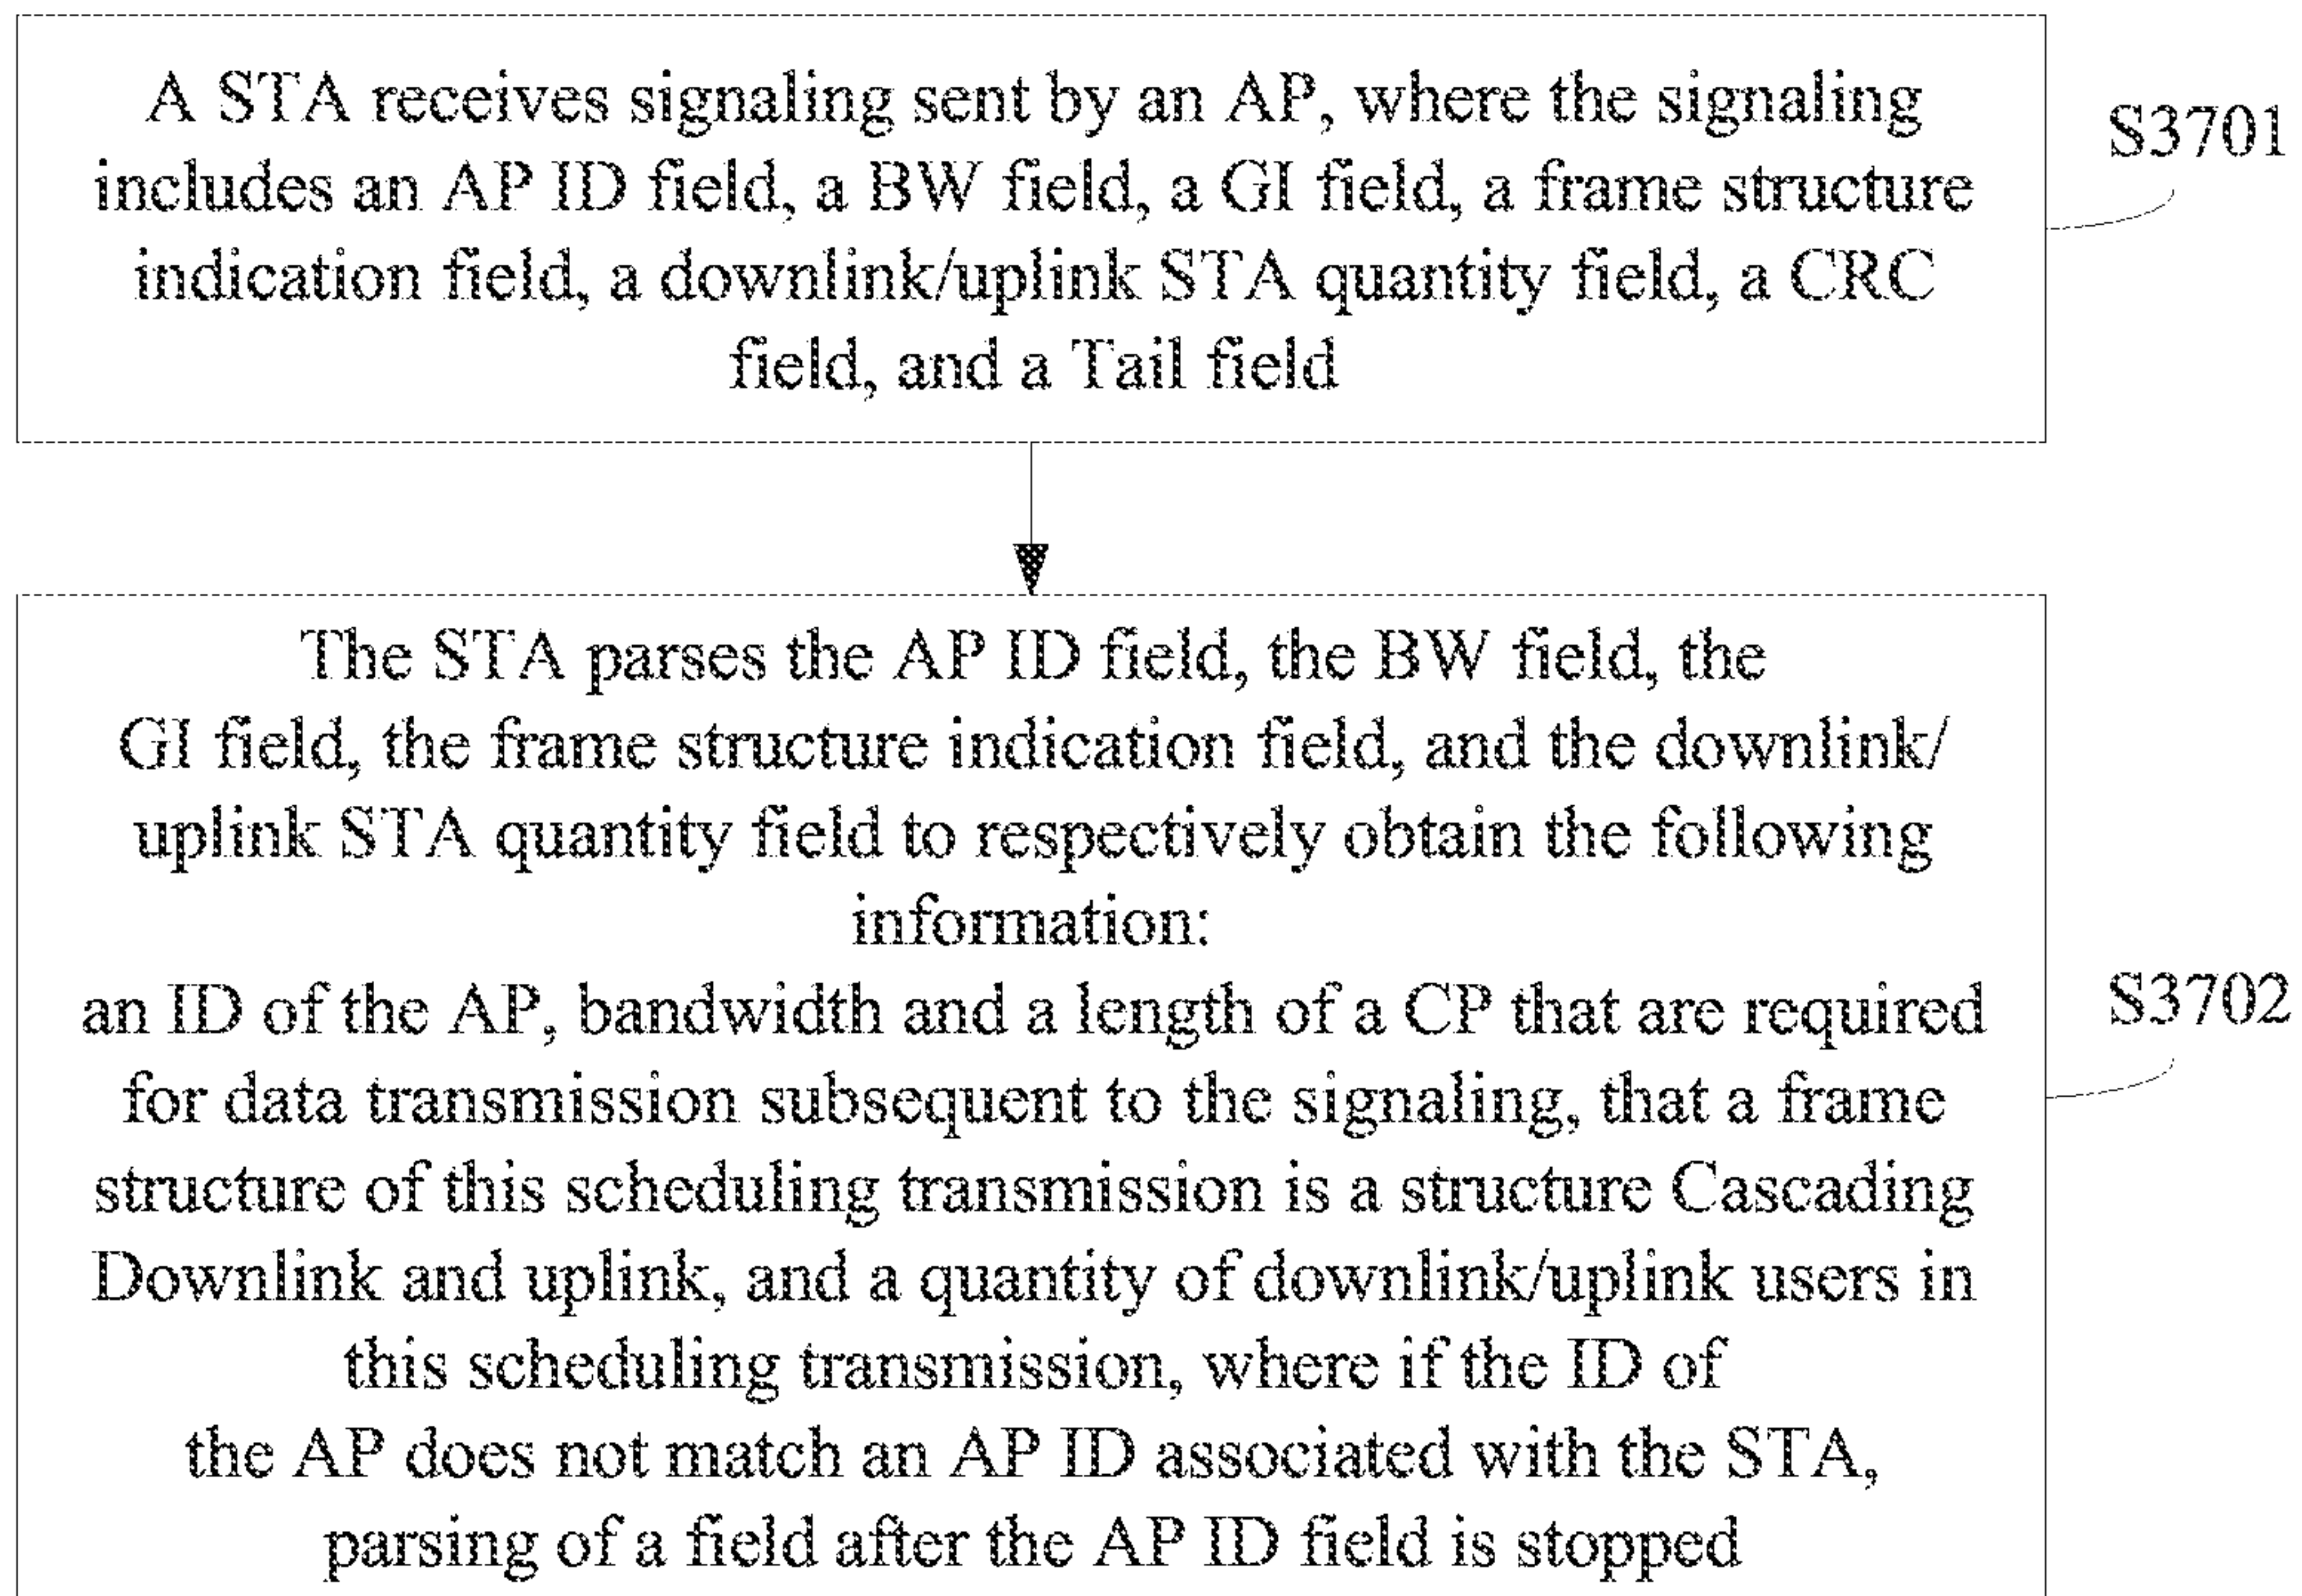 A STA receives signaling sent by an AP, where the signaling
includes an AP ID field, a BW field, a GI field, a frame structure
indication field, a downlink/uplink STA quantity field, a CRC
field, and a Tail field
S3701
The STA parses the AP ID field, the BW field, the
GI field, the frame structure indication field, and the downlink/
uplink STA quantity field to respectively obtain the following
information:
an ID of the AP, bandwidth and a length of a CP that are required
for data transmission subsequent to the signaling, that a frame
structure of this scheduling transmission is a structure Cascading
Downlink and uplink, and a quantity of downlink/uplink users in
this scheduling transmission, where if the ID of
the AP does not match an AP ID associated with the STA,
parsing of a field after the AP ID field is stopped
S3702